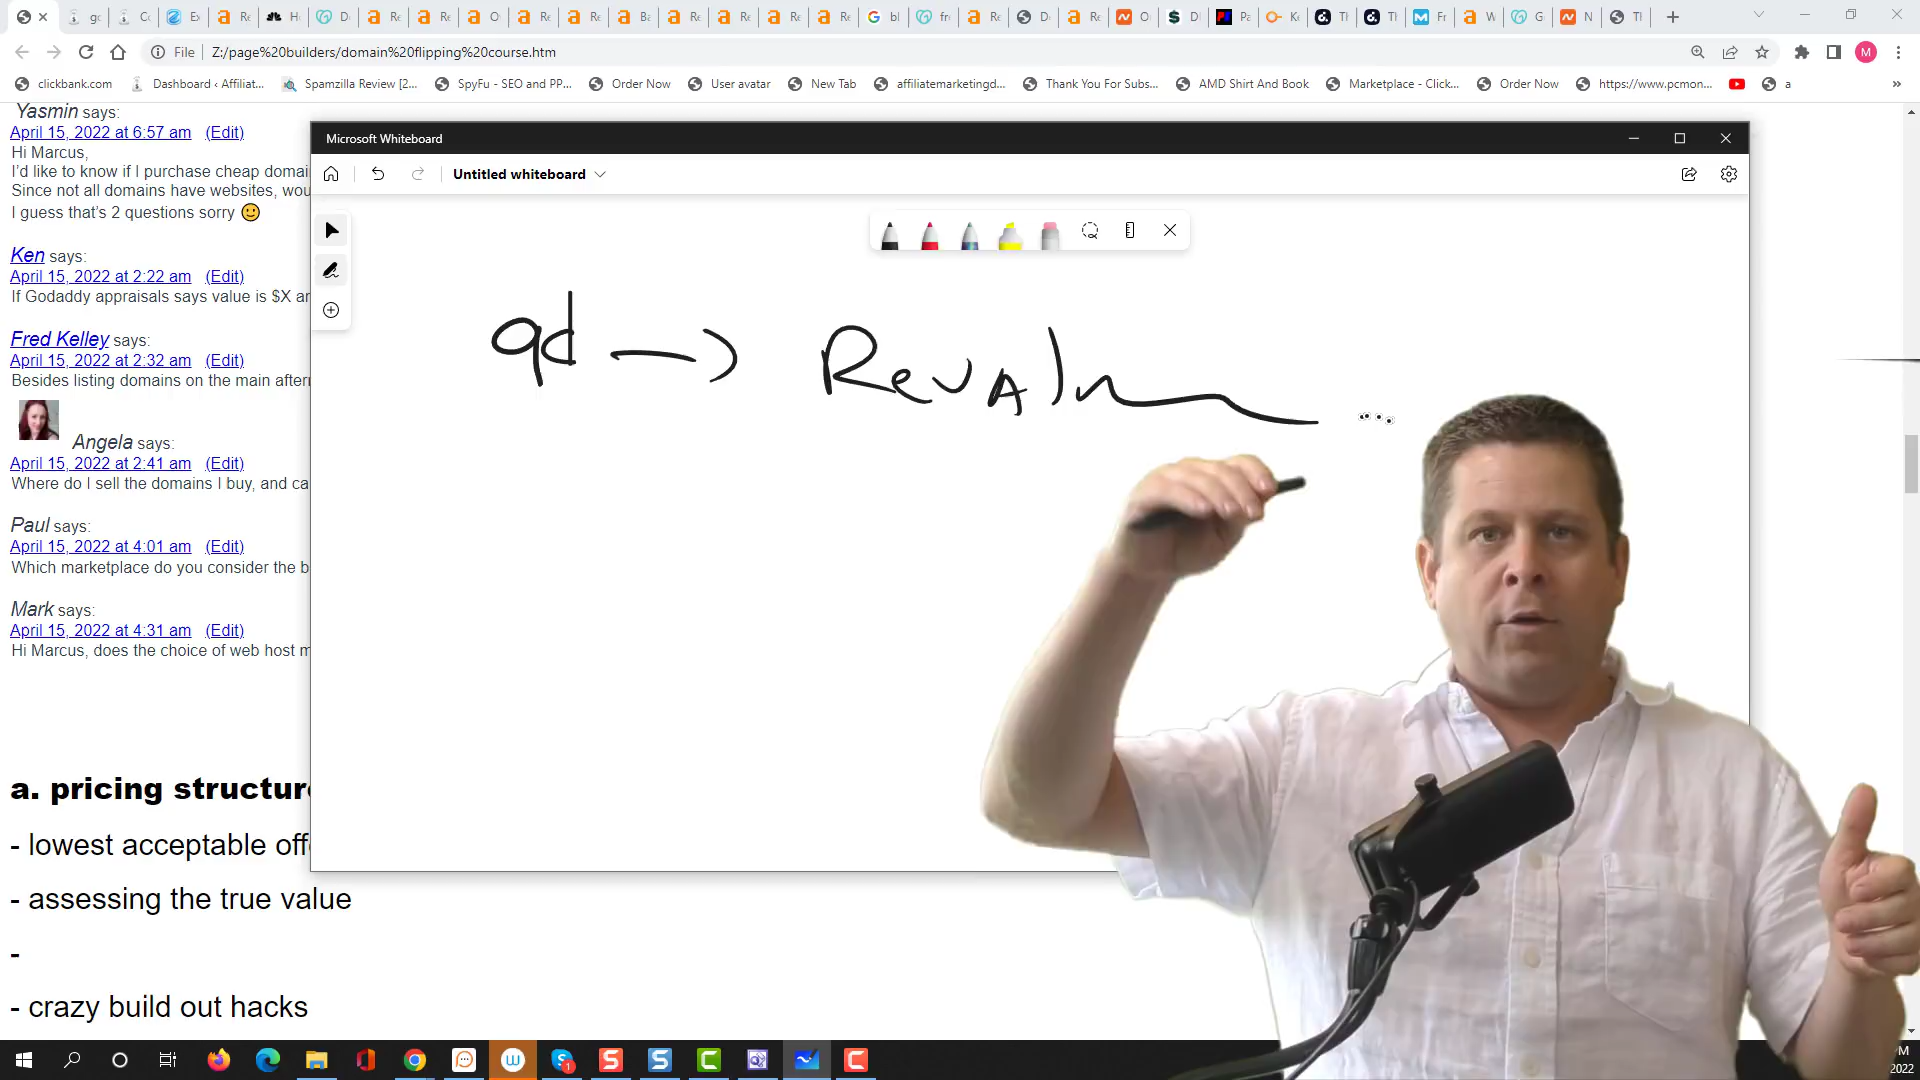 File
Z:/page%20builders/domain%20flipping%20course.htm
M
clickbank.com
Dashboard ‹ Affiliat...
Spamzilla Review [2...
SpyFu - SEO and PP...
Order Now
User avatar
New Tab
affiliatemarketingd...
Thank You For Subs...
AMD Shirt And Book
Marketplace - Click...
Order Now
https://www.pcmon...
a
»
Yasmin says:
April 15, 2022 at 6:57 am (Edit)
Hi Marcus,
I'd like to know if I purchase cheap domai
Since not all domains have websites, wou
I guess that's 2 questions sorry
Ken says:
April 15, 2022 at 2:22 am (Edit)
If Godaddy appraisals says value is $X ar
Fred Kelley says:
April 15, 2022 at 2:32 am (Edit)
Besides listing domains on the main after
Angela says:
April 15, 2022 at 2:41 am (Edit)
Where do I sell the domains I buy, and ca
Paul says:
April 15, 2022 at 4:01 am (Edit)
Which marketplace do you consider the b
Mark says:
April 15, 2022 at 4:31 am (Edit)
Hi Marcus, does the choice of web host m
a. pricing structure
- lowest acceptable off
- assessing the true value
-
- crazy build out hacks
Microsoft Whiteboard
Untitled whiteboard
M
2022